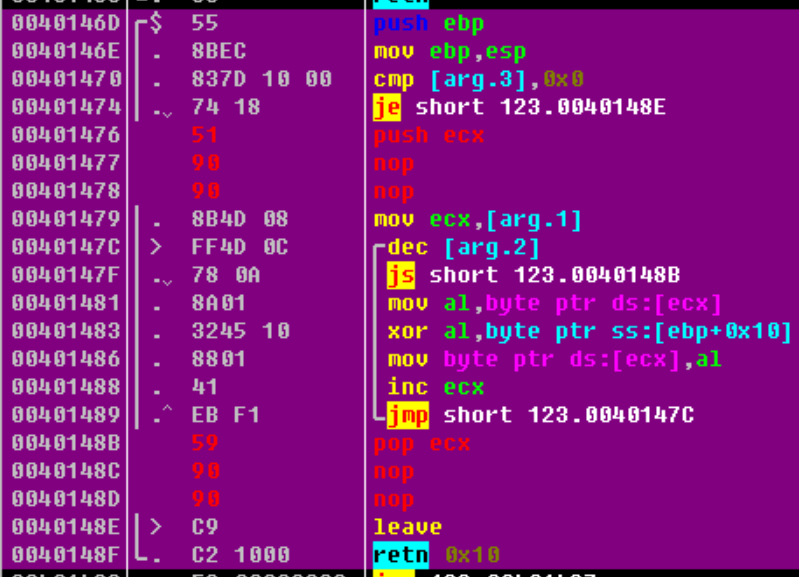 retn
0040146D $ 55 push ebp
0040146E . 8BEC mov ebp,esp
00401470 . 837D 10 00 cmp [arg.3],0x0
00401474 .v 74 18 je short 123.0040148E
00401476 51 push ecx
00401477 90 nop
00401478 90 nop
00401479 . 8B4D 08 mov ecx,[arg.1]
0040147C > FF4D 0C dec [arg.2]
0040147F .v 78 0A js short 123.0040148B
00401481 . 8A01 mov al,byte ptr ds:[ecx]
00401483 . 3245 10 xor al,byte ptr ss:[ebp+0x10]
00401486 . 8801 mov byte ptr ds:[ecx],al
00401488 . 41 inc ecx
00401489 .^ EB F1 jmp short 123.0040147C
0040148B 59 pop ecx
0040148C 90 nop
0040148D 90 nop
0040148E > C9 leave
0040148F . C2 1000 retn 0x10